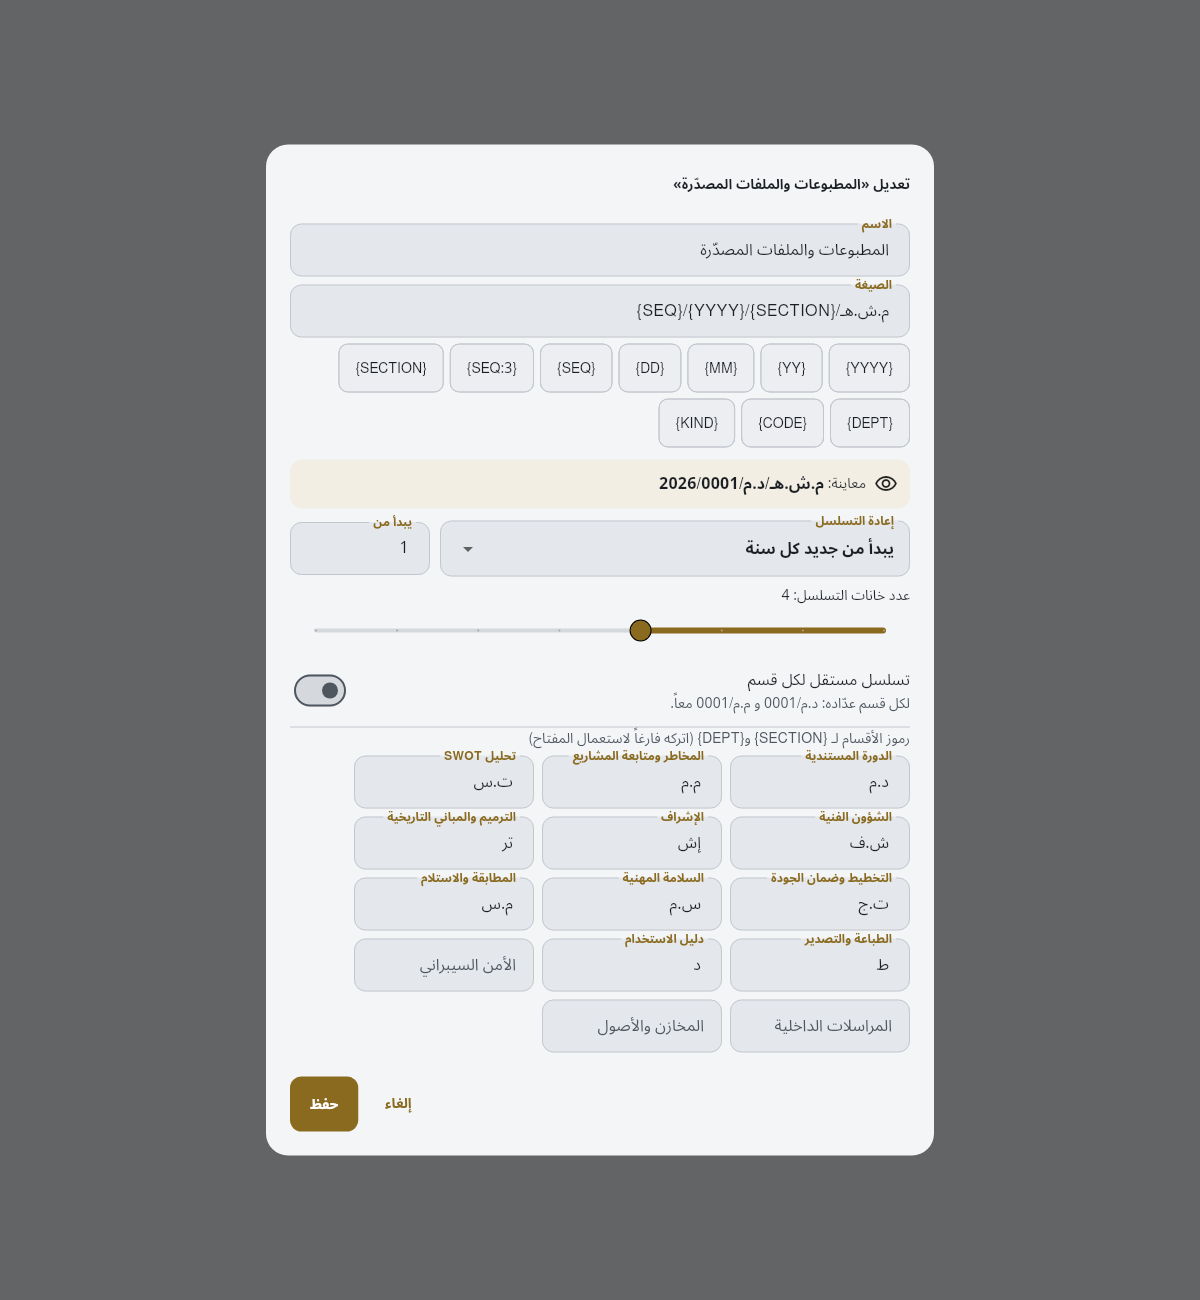 تعديل «المطبوعات والملفات المصدّرة»
الاسم
المطبوعات والملفات المصدّرة
الصيغة
م.ش.هـ/{SECTION}/{YYYY}/{SEQ}
{YYYY} {YY} {MM} {DD} {SEQ} {SEQ:3} {SECTION}
{DEPT} {CODE} {KIND}
معاينة: م.ش.هـ/د.م/2026/0001
إعادة التسلسل
يبدأ من جديد كل سنة
يبدأ من
1
عدد خانات التسلسل: 4
تسلسل مستقل لكل قسم
لكل قسم عدّاده: د.م/0001 و م.م/0001 معاً.
رموز الأقسام لـ {SECTION} و{DEPT} (اتركه فارغاً لاستعمال المفتاح)
الدورة المستندية
د.م
المخاطر ومتابعة المشاريع
م.م
تحليل SWOT
ت.س
الشؤون الفنية
ش.ف
الإشراف
إش
الترميم والمباني التاريخية
تر
التخطيط وضمان الجودة
ت.ج
السلامة المهنية
س.م
المطابقة والاستلام
م.س
الطباعة والتصدير
ط
دليل الاستخدام
د
الأمن السيبراني
المراسلات الداخلية
المخازن والأصول
إلغاء
حفظ